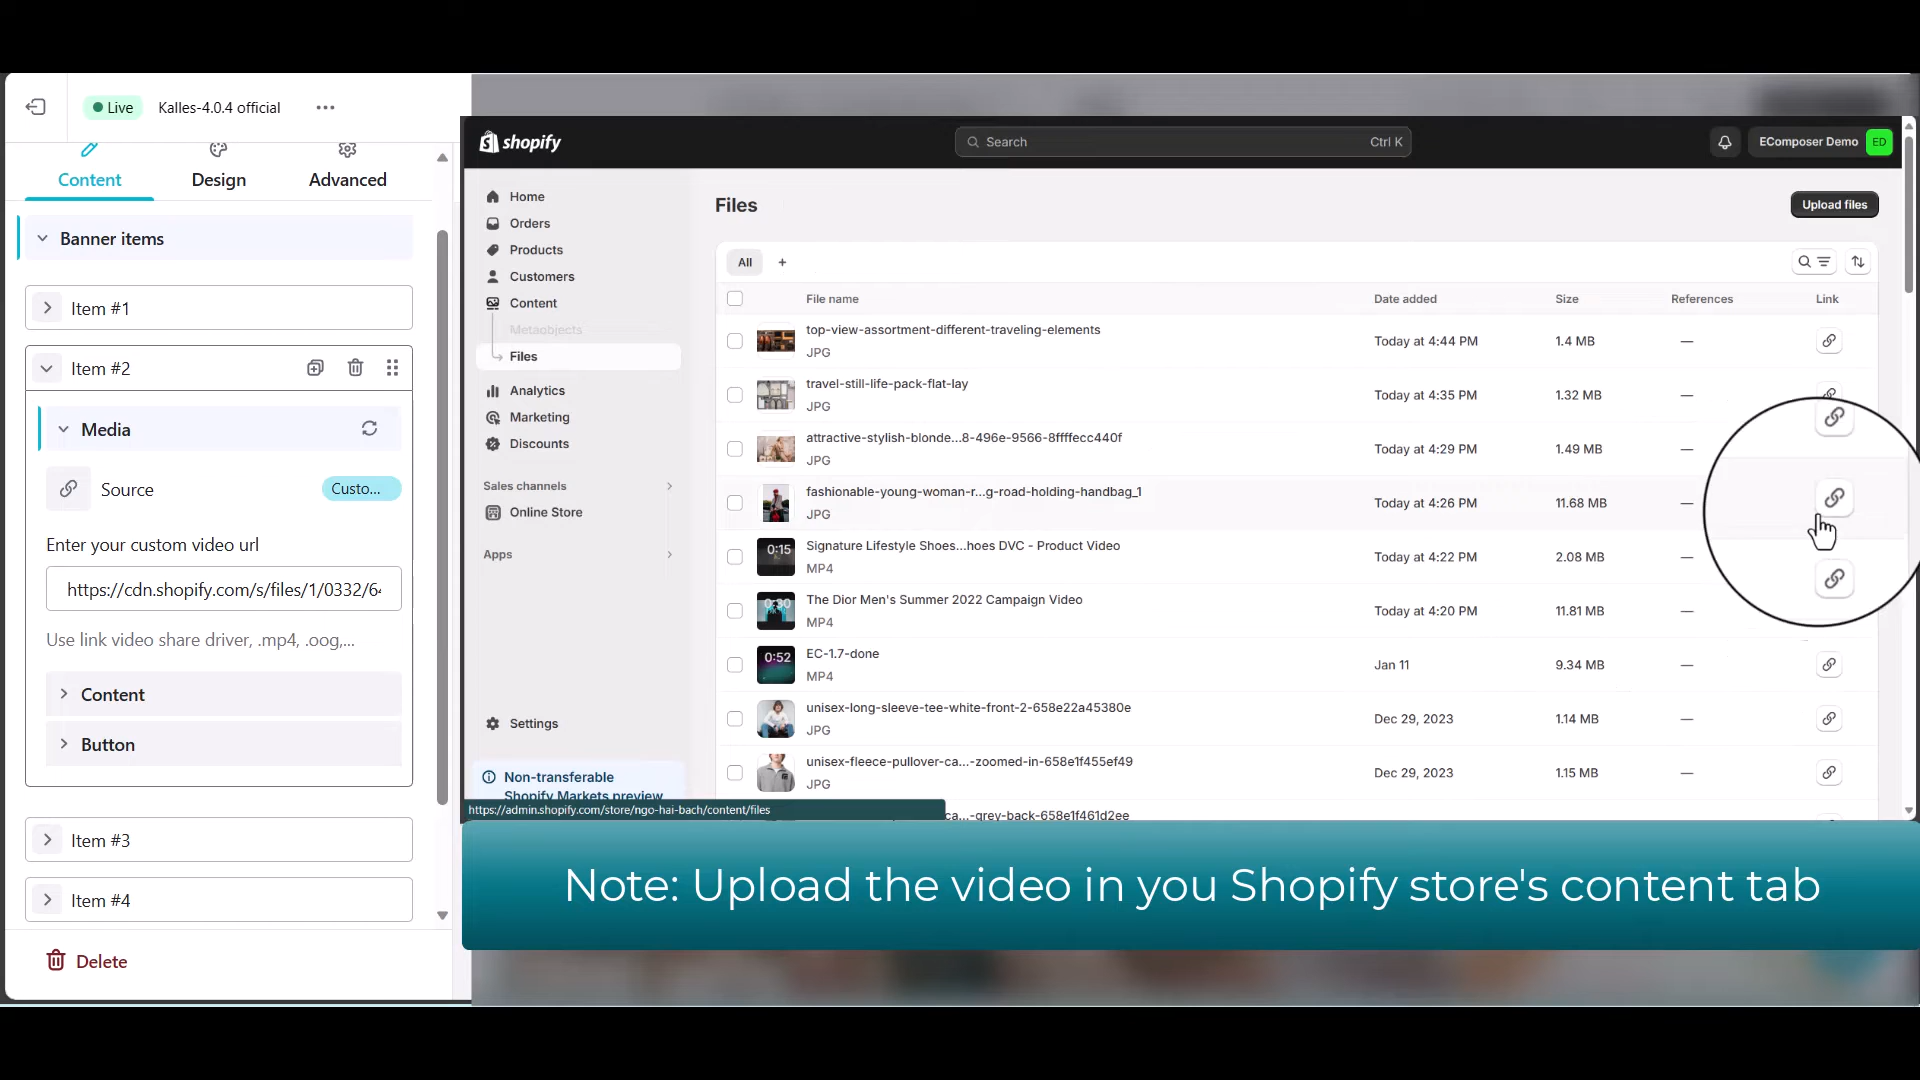 Live
Kalles-4.0.4 official
Content
Design
Advanced
Banner items
Item #1
Item #2
Media
Source
Custo...
Enter your custom video url
https://cdn.shopify.com/s/files/1/0332/6
Use link video share driver, .mp4, .oog,...
Content
Button
Item #3
Item #4
Delete
shopify
Search
Ctrl K
EComposer Demo
ED
Home
Orders
Products
Customers
Content
Metaobjects
Files
Analytics
Marketing
Discounts
Sales channels
Online Store
Apps
Settings
Non-transferable
Shopify Markets preview
https://admin.shopify.com/store/ngo-hai-bach/content/files
Files
Upload files
All
+
File name
Date added
Size
References
Link
top-view-assortment-different-traveling-elements
JPG
Today at 4:44 PM
1.4 MB
—
travel-still-life-pack-flat-lay
JPG
Today at 4:35 PM
1.32 MB
—
attractive-stylish-blonde...8-496e-9566-8ffffecc440f
JPG
Today at 4:29 PM
1.49 MB
—
fashionable-young-woman-r...g-road-holding-handbag_1
JPG
Today at 4:26 PM
11.68 MB
—
0:15
Signature Lifestyle Shoes...hoes DVC - Product Video
MP4
Today at 4:22 PM
2.08 MB
—
The Dior Men's Summer 2022 Campaign Video
MP4
Today at 4:20 PM
11.81 MB
—
0:52
EC-1.7-done
MP4
Jan 11
9.34 MB
—
unisex-long-sleeve-tee-white-front-2-658e22a45380e
JPG
Dec 29, 2023
1.14 MB
—
unisex-fleece-pullover-ca...-zoomed-in-658e1f455ef49
JPG
Dec 29, 2023
1.15 MB
—
ca...-grey-back-658e1f461d2ee
Note: Upload the video in you Shopify store's content tab